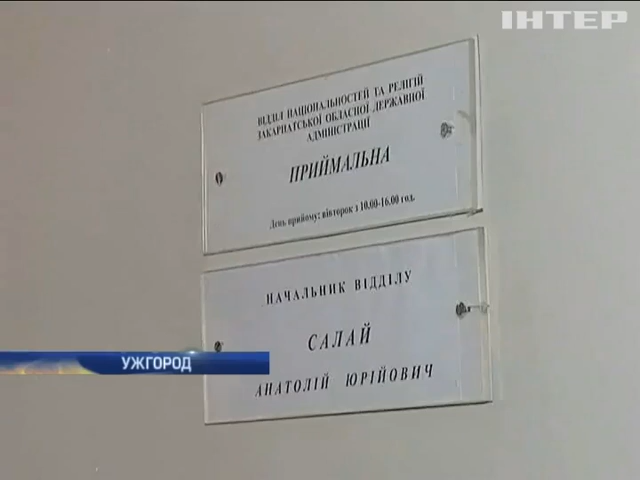 ІНТЕР
ВІДДІЛ НАЦІОНАЛЬНОСТЕЙ ТА РЕЛІГІЙ
ЗАКАРПАТСЬКОЇ ОБЛАСНОЇ ДЕРЖАВНОЇ
АДМІНІСТРАЦІЇ
ПРИЙМАЛЬНА
День прийому: вівторок з 10.00-16.00 год.
НАЧАЛЬНИК ВІДДІЛУ
САЛАЙ
АНАТОЛІЙ ЮРІЙОВИЧ
УЖГОРОД